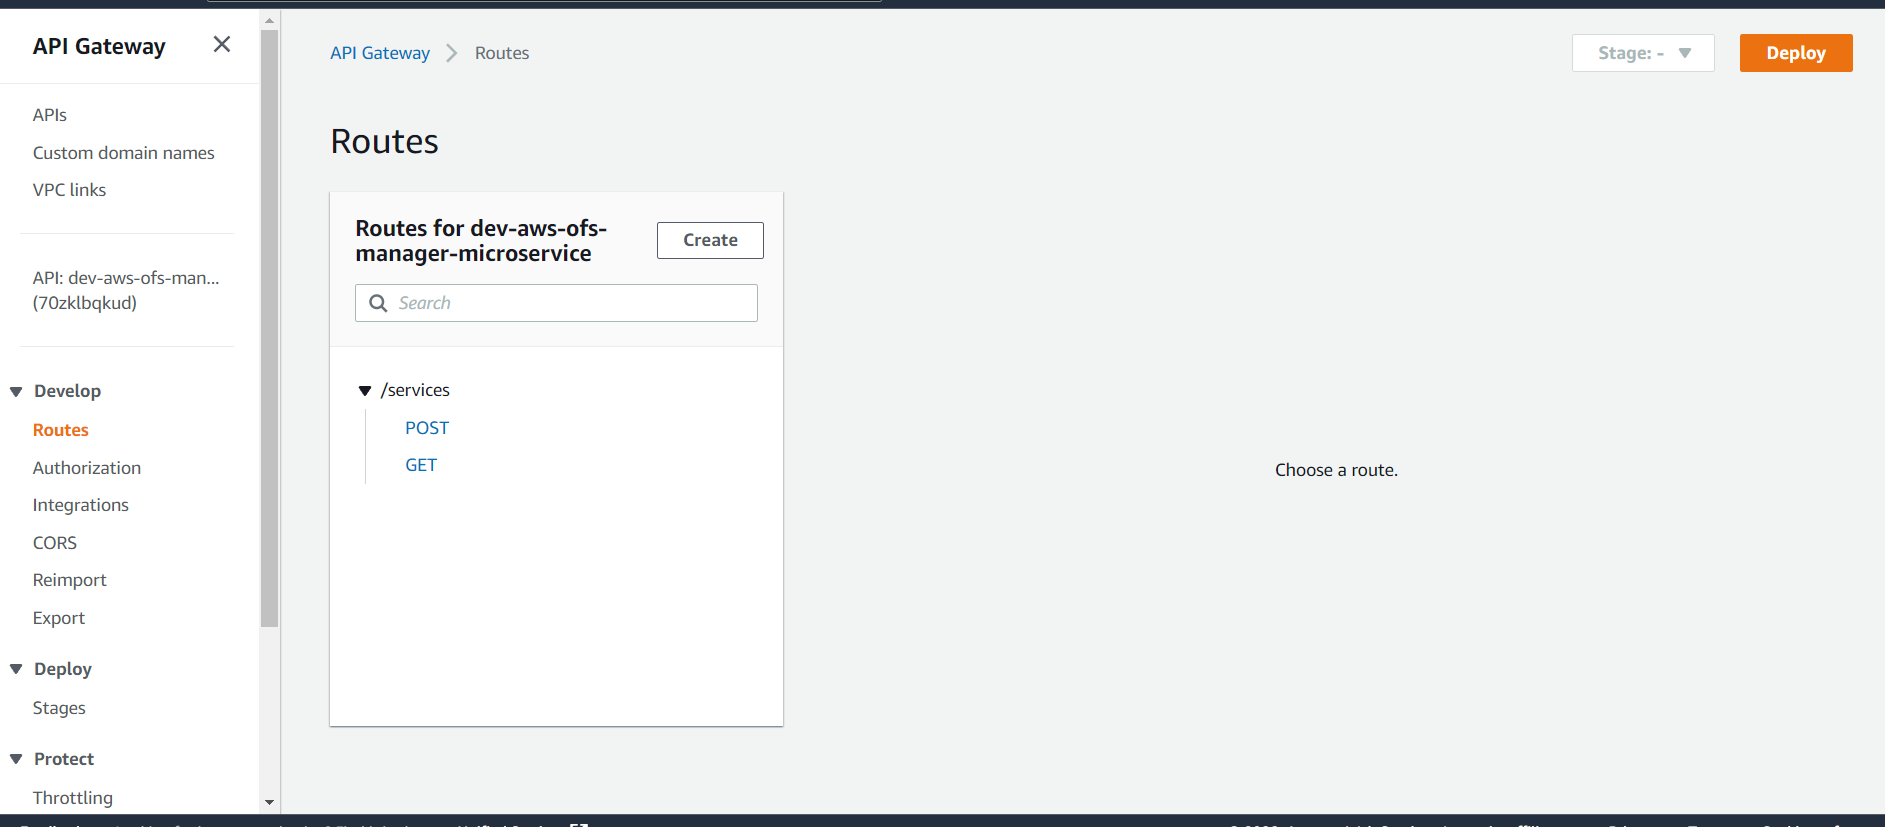 API Gateway
APIs
Custom domain names
VPC links
API: dev-aws-ofs-man...
(70zklbqkud)
Develop
Routes
Authorization
Integrations
CORS
Reimport
Export
Deploy
Stages
Protect
Throttling
API Gateway > Routes
Stage: -
Deploy
Routes
Routes for dev-aws-ofs-
manager-microservice
Create
Search
/services
POST
GET
Choose a route.